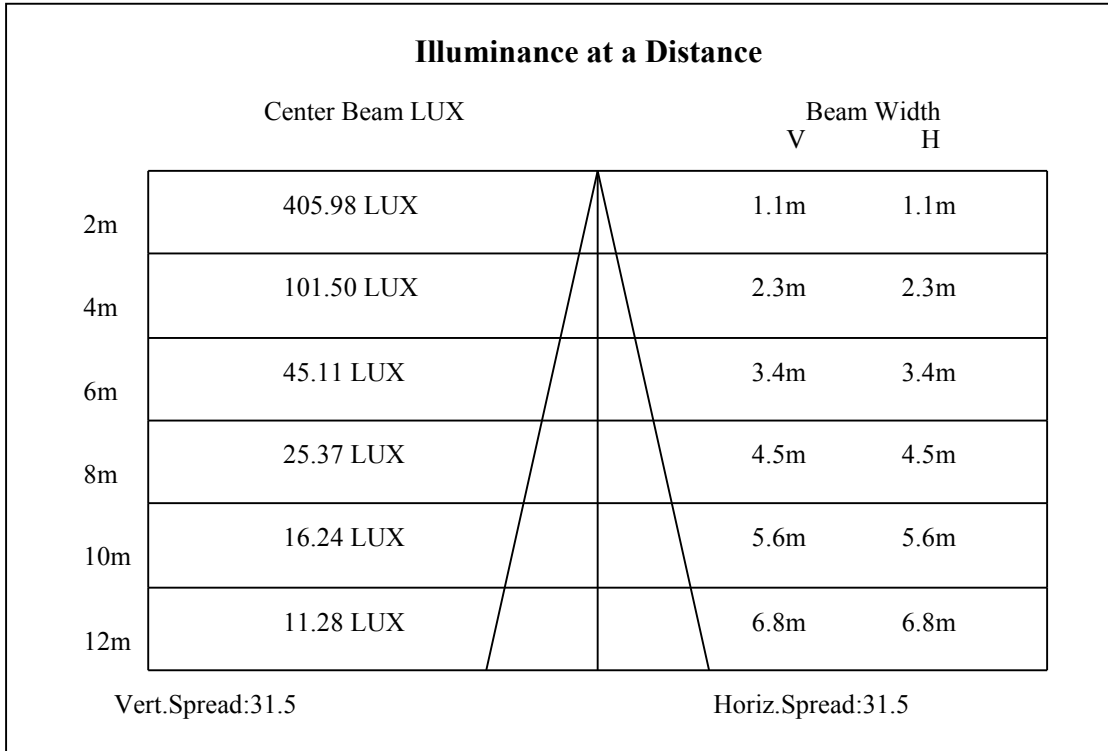 Illuminance at a Distance
Center Beam LUX Beam Width
V H
2m 405.98 LUX 1.1m 1.1m
4m 101.50 LUX 2.3m 2.3m
6m 45.11 LUX 3.4m 3.4m
8m 25.37 LUX 4.5m 4.5m
10m 16.24 LUX 5.6m 5.6m
12m 11.28 LUX 6.8m 6.8m
Vert.Spread:31.5 Horiz.Spread:31.5